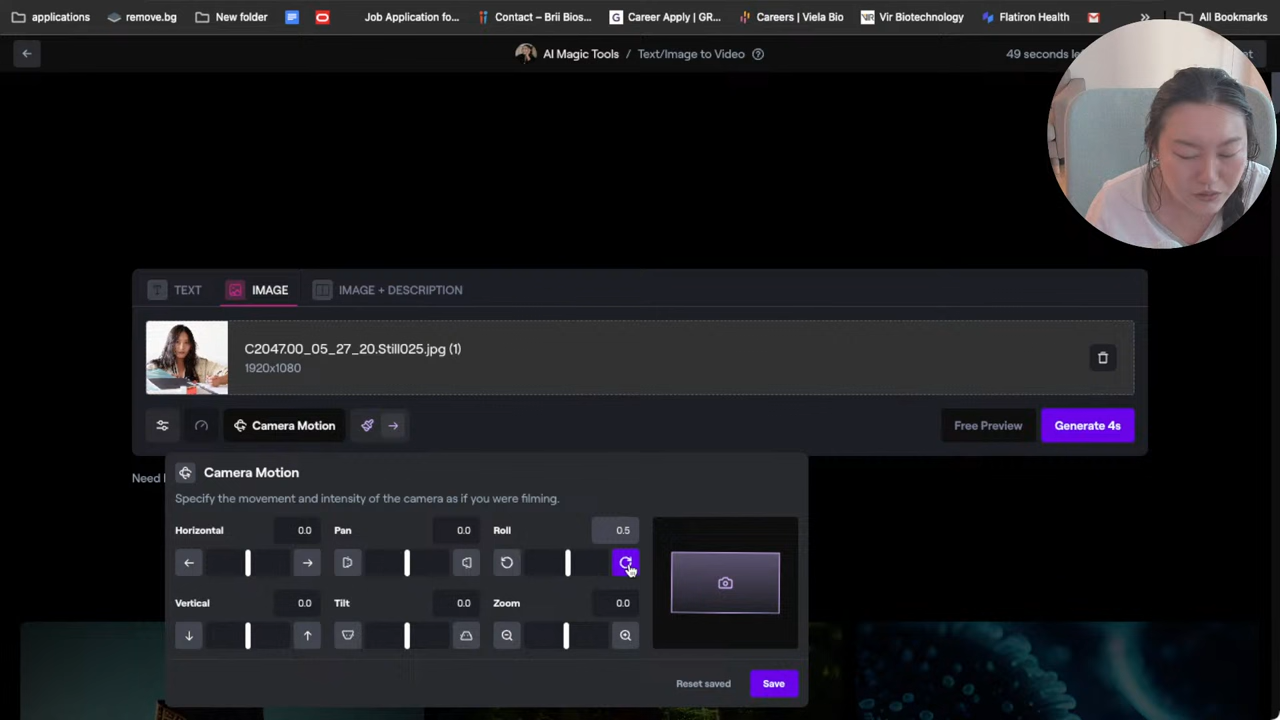 applications
remove.bg
New folder
Job Application fo...
Contact – Brii Bios...
Career Apply | GR...
Careers | Viela Bio
Vir Biotechnology
Flatiron Health
All Bookmarks
AI Magic Tools / Text/Image to Video
49 seconds
TEXT
IMAGE
IMAGE + DESCRIPTION
C2047.00_05_27_20.Still025.jpg (1)
1920x1080
Camera Motion
Free Preview
Generate 4s
Need
Camera Motion
Specify the movement and intensity of the camera as if you were filming.
Horizontal 0.0
Pan 0.0
Roll 0.5
Vertical 0.0
Tilt 0.0
Zoom 0.0
Reset saved
Save